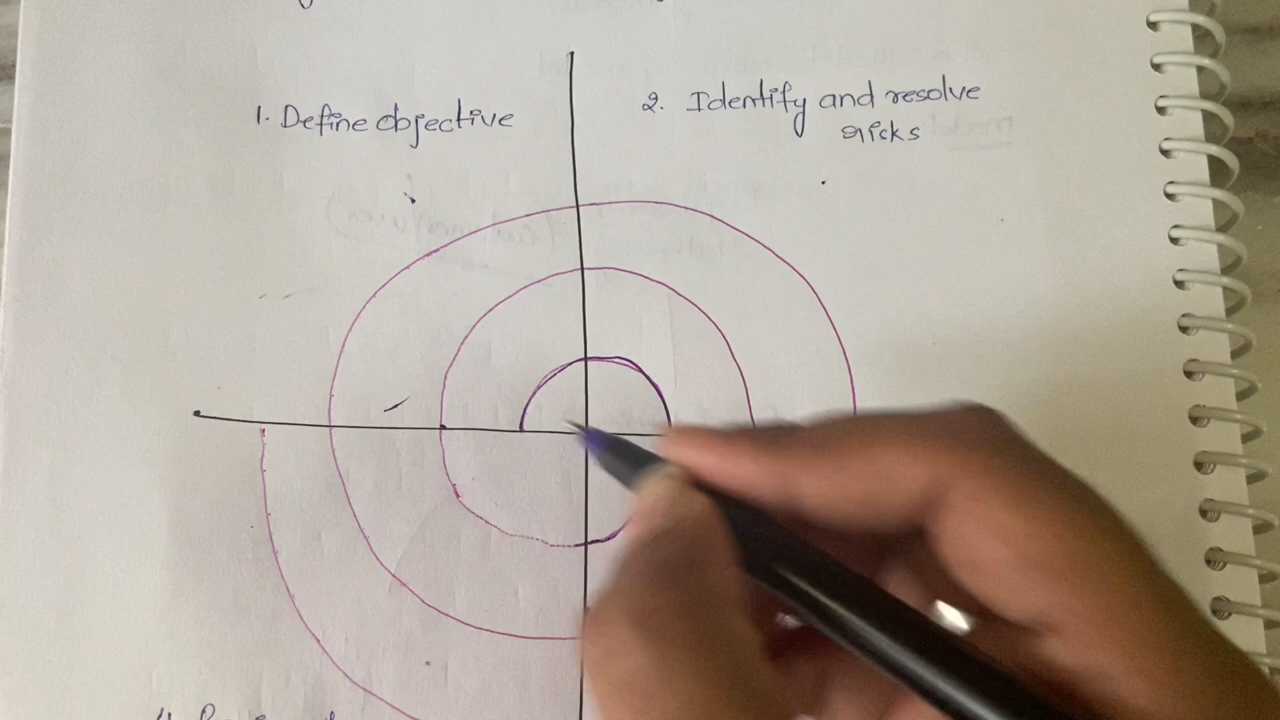 1. Define objective
2. Identify and resolve
risks